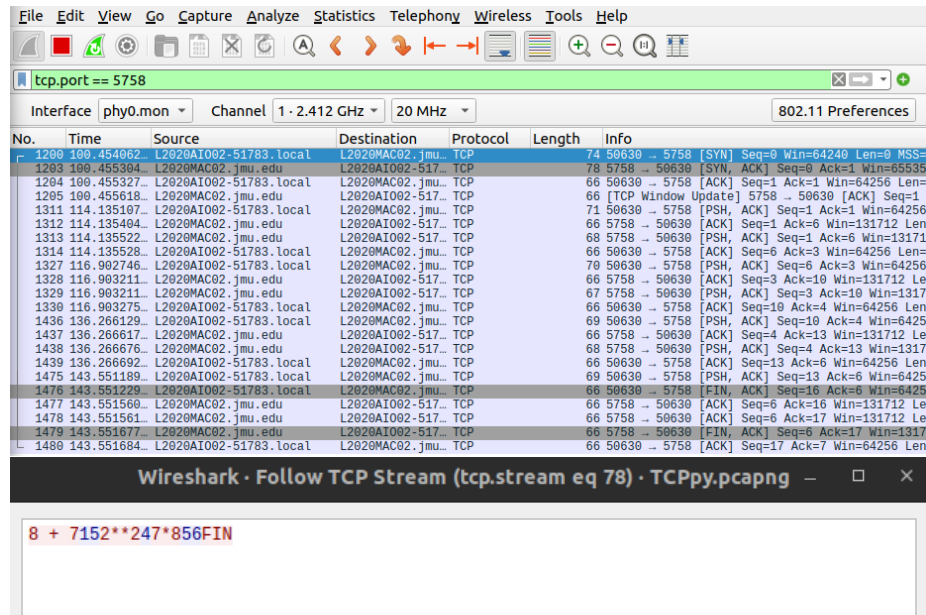 File Edit View Go Capture Analyze Statistics Telephony Wireless Tools Help
tcp.port == 5758
Interface phy0.mon Channel 1 · 2.412 GHz 20 MHz 802.11 Preferences
No. Time Source Destination Protocol Length Info
1200 100.454062… L2020AIO02-51783.local L2020MAC02.jmu… TCP 74 50630 → 5758 [SYN] Seq=0 Win=64240 Len=0 MSS=
1203 100.455304… L2020MAC02.jmu.edu L2020AIO02-517… TCP 78 5758 → 50630 [SYN, ACK] Seq=0 Ack=1 Win=65535
1204 100.455327… L2020AIO02-51783.local L2020MAC02.jmu… TCP 66 50630 → 5758 [ACK] Seq=1 Ack=1 Win=64256 Len=
1205 100.455618… L2020MAC02.jmu.edu L2020AIO02-517… TCP 66 [TCP Window Update] 5758 → 50630 [ACK] Seq=1
1311 114.135107… L2020AIO02-51783.local L2020MAC02.jmu… TCP 71 50630 → 5758 [PSH, ACK] Seq=1 Ack=1 Win=64256
1312 114.135404… L2020MAC02.jmu.edu L2020AIO02-517… TCP 66 5758 → 50630 [ACK] Seq=1 Ack=6 Win=131712 Len
1313 114.135522… L2020MAC02.jmu.edu L2020AIO02-517… TCP 68 5758 → 50630 [PSH, ACK] Seq=1 Ack=6 Win=13171
1314 114.135528… L2020AIO02-51783.local L2020MAC02.jmu… TCP 66 50630 → 5758 [ACK] Seq=6 Ack=3 Win=64256 Len=
1327 116.902746… L2020AIO02-51783.local L2020MAC02.jmu… TCP 70 50630 → 5758 [PSH, ACK] Seq=6 Ack=3 Win=64256
1328 116.903211… L2020MAC02.jmu.edu L2020AIO02-517… TCP 66 5758 → 50630 [ACK] Seq=3 Ack=10 Win=131712 Le
1329 116.903211… L2020MAC02.jmu.edu L2020AIO02-517… TCP 67 5758 → 50630 [PSH, ACK] Seq=3 Ack=10 Win=1317
1330 116.903275… L2020AIO02-51783.local L2020MAC02.jmu… TCP 66 50630 → 5758 [ACK] Seq=10 Ack=4 Win=64256 Len
1436 136.266129… L2020AIO02-51783.local L2020MAC02.jmu… TCP 69 50630 → 5758 [PSH, ACK] Seq=10 Ack=4 Win=6425
1437 136.266617… L2020MAC02.jmu.edu L2020AIO02-517… TCP 66 5758 → 50630 [ACK] Seq=4 Ack=13 Win=131712 Le
1438 136.266676… L2020MAC02.jmu.edu L2020AIO02-517… TCP 68 5758 → 50630 [PSH, ACK] Seq=4 Ack=13 Win=1317
1439 136.266692… L2020AIO02-51783.local L2020MAC02.jmu… TCP 66 50630 → 5758 [ACK] Seq=13 Ack=6 Win=64256 Len
1475 143.551189… L2020AIO02-51783.local L2020MAC02.jmu… TCP 69 50630 → 5758 [PSH, ACK] Seq=13 Ack=6 Win=6425
1476 143.551229… L2020AIO02-51783.local L2020MAC02.jmu… TCP 66 50630 → 5758 [FIN, ACK] Seq=16 Ack=6 Win=6425
1477 143.551560… L2020MAC02.jmu.edu L2020AIO02-517… TCP 66 5758 → 50630 [ACK] Seq=6 Ack=16 Win=131712 Le
1478 143.551561… L2020MAC02.jmu.edu L2020AIO02-517… TCP 66 5758 → 50630 [ACK] Seq=6 Ack=17 Win=131712 Le
1479 143.551677… L2020MAC02.jmu.edu L2020AIO02-517… TCP 66 5758 → 50630 [FIN, ACK] Seq=6 Ack=17 Win=1317
1480 143.551684… L2020AIO02-51783.local L2020MAC02.jmu… TCP 66 50630 → 5758 [ACK] Seq=17 Ack=7 Win=64256 Len
Wireshark · Follow TCP Stream (tcp.stream eq 78) · TCPpy.pcapng
8 + 7152**247*856FIN